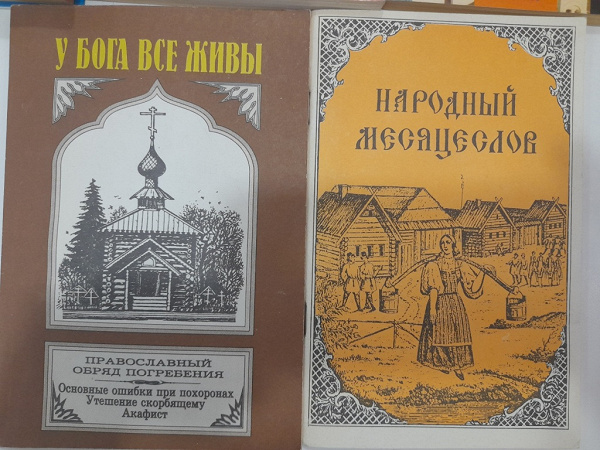 У БОГА ВСЕ ЖИВЫ
ПРАВОСЛАВНЫЙ
ОБРЯД ПОГРЕБЕНИЯ
Основные ошибки при похоронах
Утешение скорбящему
Акафист
НАРОДНЫЙ
МЕСЯЦЕСЛОВ